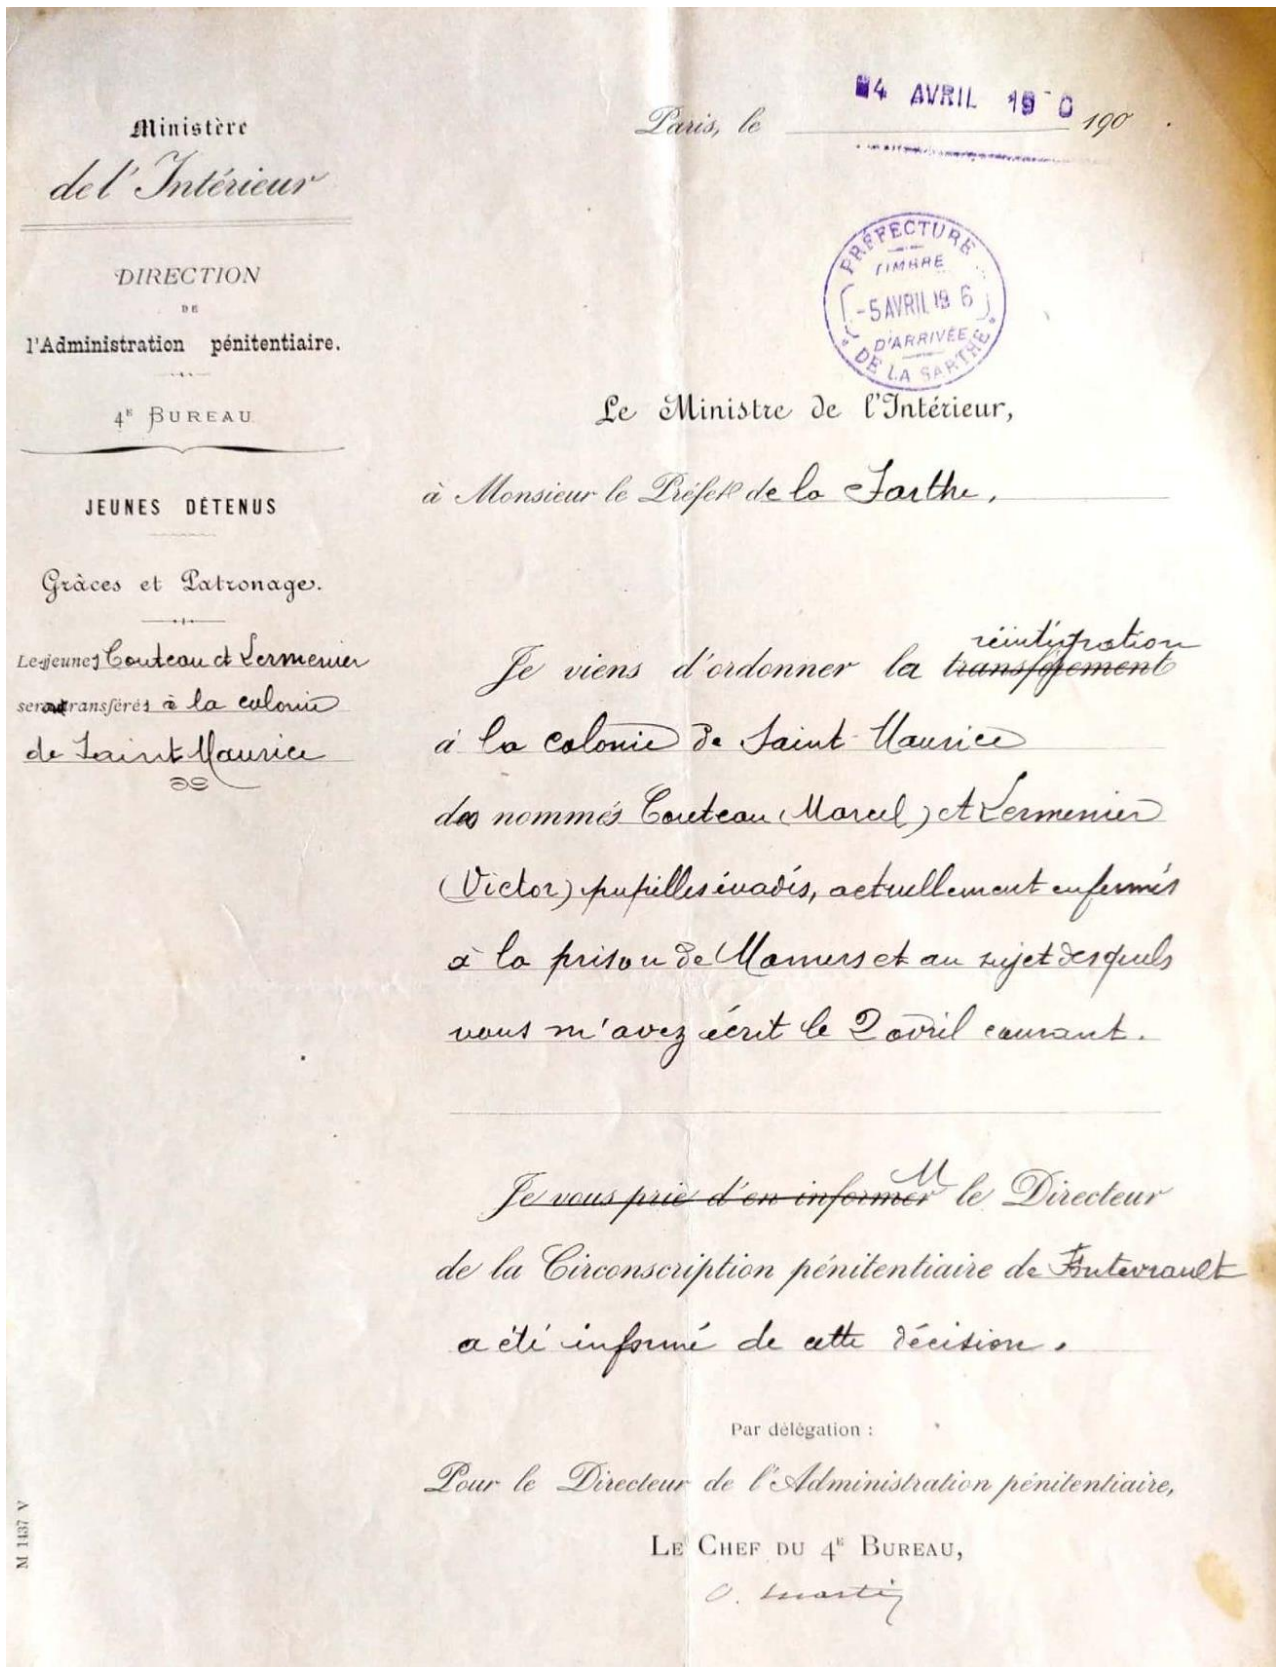 Ministère
de l'Intérieur
DIRECTION
DE
l'Administration pénitentiaire.
4E BUREAU
JEUNES DÉTENUS
Grâces et Patronage.
Les jeunes Couteau et Lermenier
seront transférés à la colonie
de Saint Maurice
M 1437 V
4 AVRIL 19 6
Paris, le 190 .
PRÉFECTURE
TIMBRE
-5 AVRIL 19 6
D'ARRIVÉE
DE LA SARTHE
Le Ministre de l'Intérieur,
à Monsieur le Préfet de la Sarthe,
réintégration
Je viens d'ordonner la transfèrement
à la colonie de Saint-Maurice
des nommés Couteau (Marcel) et Lermenier
(Victor) pupilles évadés, actuellement enfermés
à la prison de Mamers et au sujet desquels
vous m'avez écrit le 2 avril courant.
Je vous prie d'en informer M le Directeur
de la Circonscription pénitentiaire de Fontevrault
a été informé de cette décision.
Par délégation :
Pour le Directeur de l'Administration pénitentiaire,
LE CHEF DU 4E BUREAU,
O. Martin